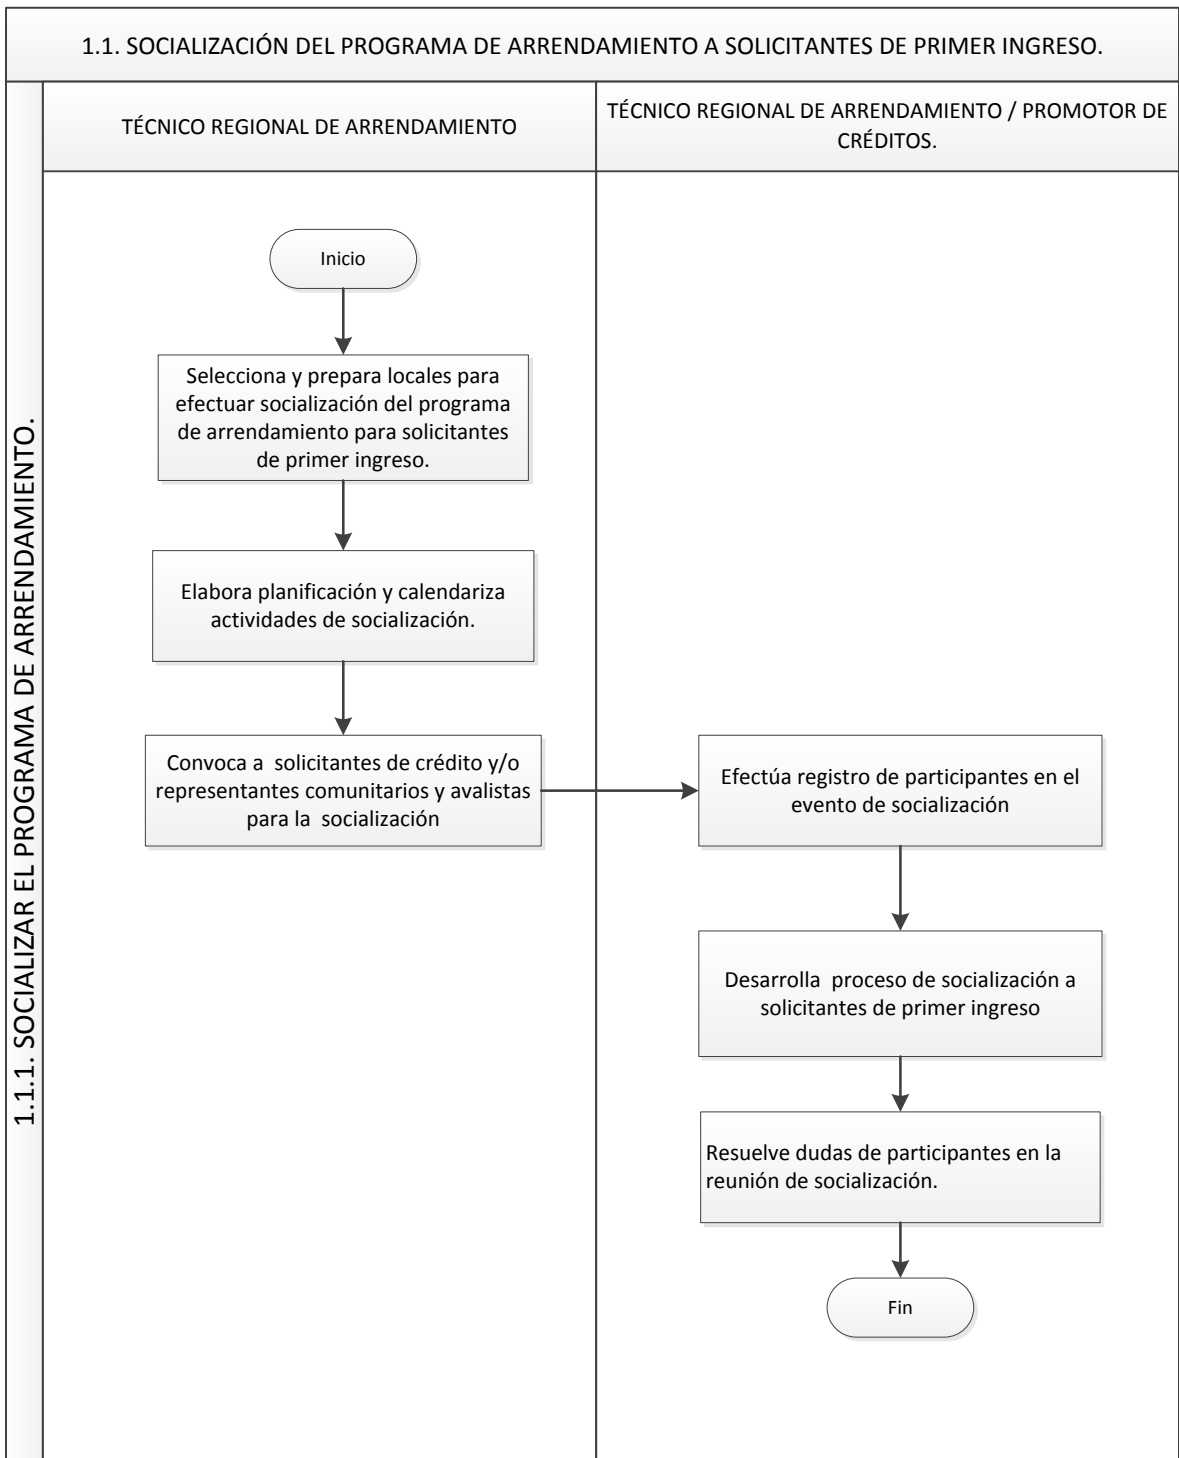 1.1. SOCIALIZACIÓN DEL PROGRAMA DE ARRENDAMIENTO A SOLICITANTES DE PRIMER INGRESO.
1.1.1. SOCIALIZAR EL PROGRAMA DE ARRENDAMIENTO.
TÉCNICO REGIONAL DE ARRENDAMIENTO
TÉCNICO REGIONAL DE ARRENDAMIENTO / PROMOTOR DE
CRÉDITOS.
Inicio
Selecciona y prepara locales para
efectuar socialización del programa
de arrendamiento para solicitantes
de primer ingreso.
Elabora planificación y calendariza
actividades de socialización.
Convoca a solicitantes de crédito y/o
representantes comunitarios y avalistas
para la socialización
Efectúa registro de participantes en el
evento de socialización
Desarrolla proceso de socialización a
solicitantes de primer ingreso
Resuelve dudas de participantes en la
reunión de socialización.
Fin